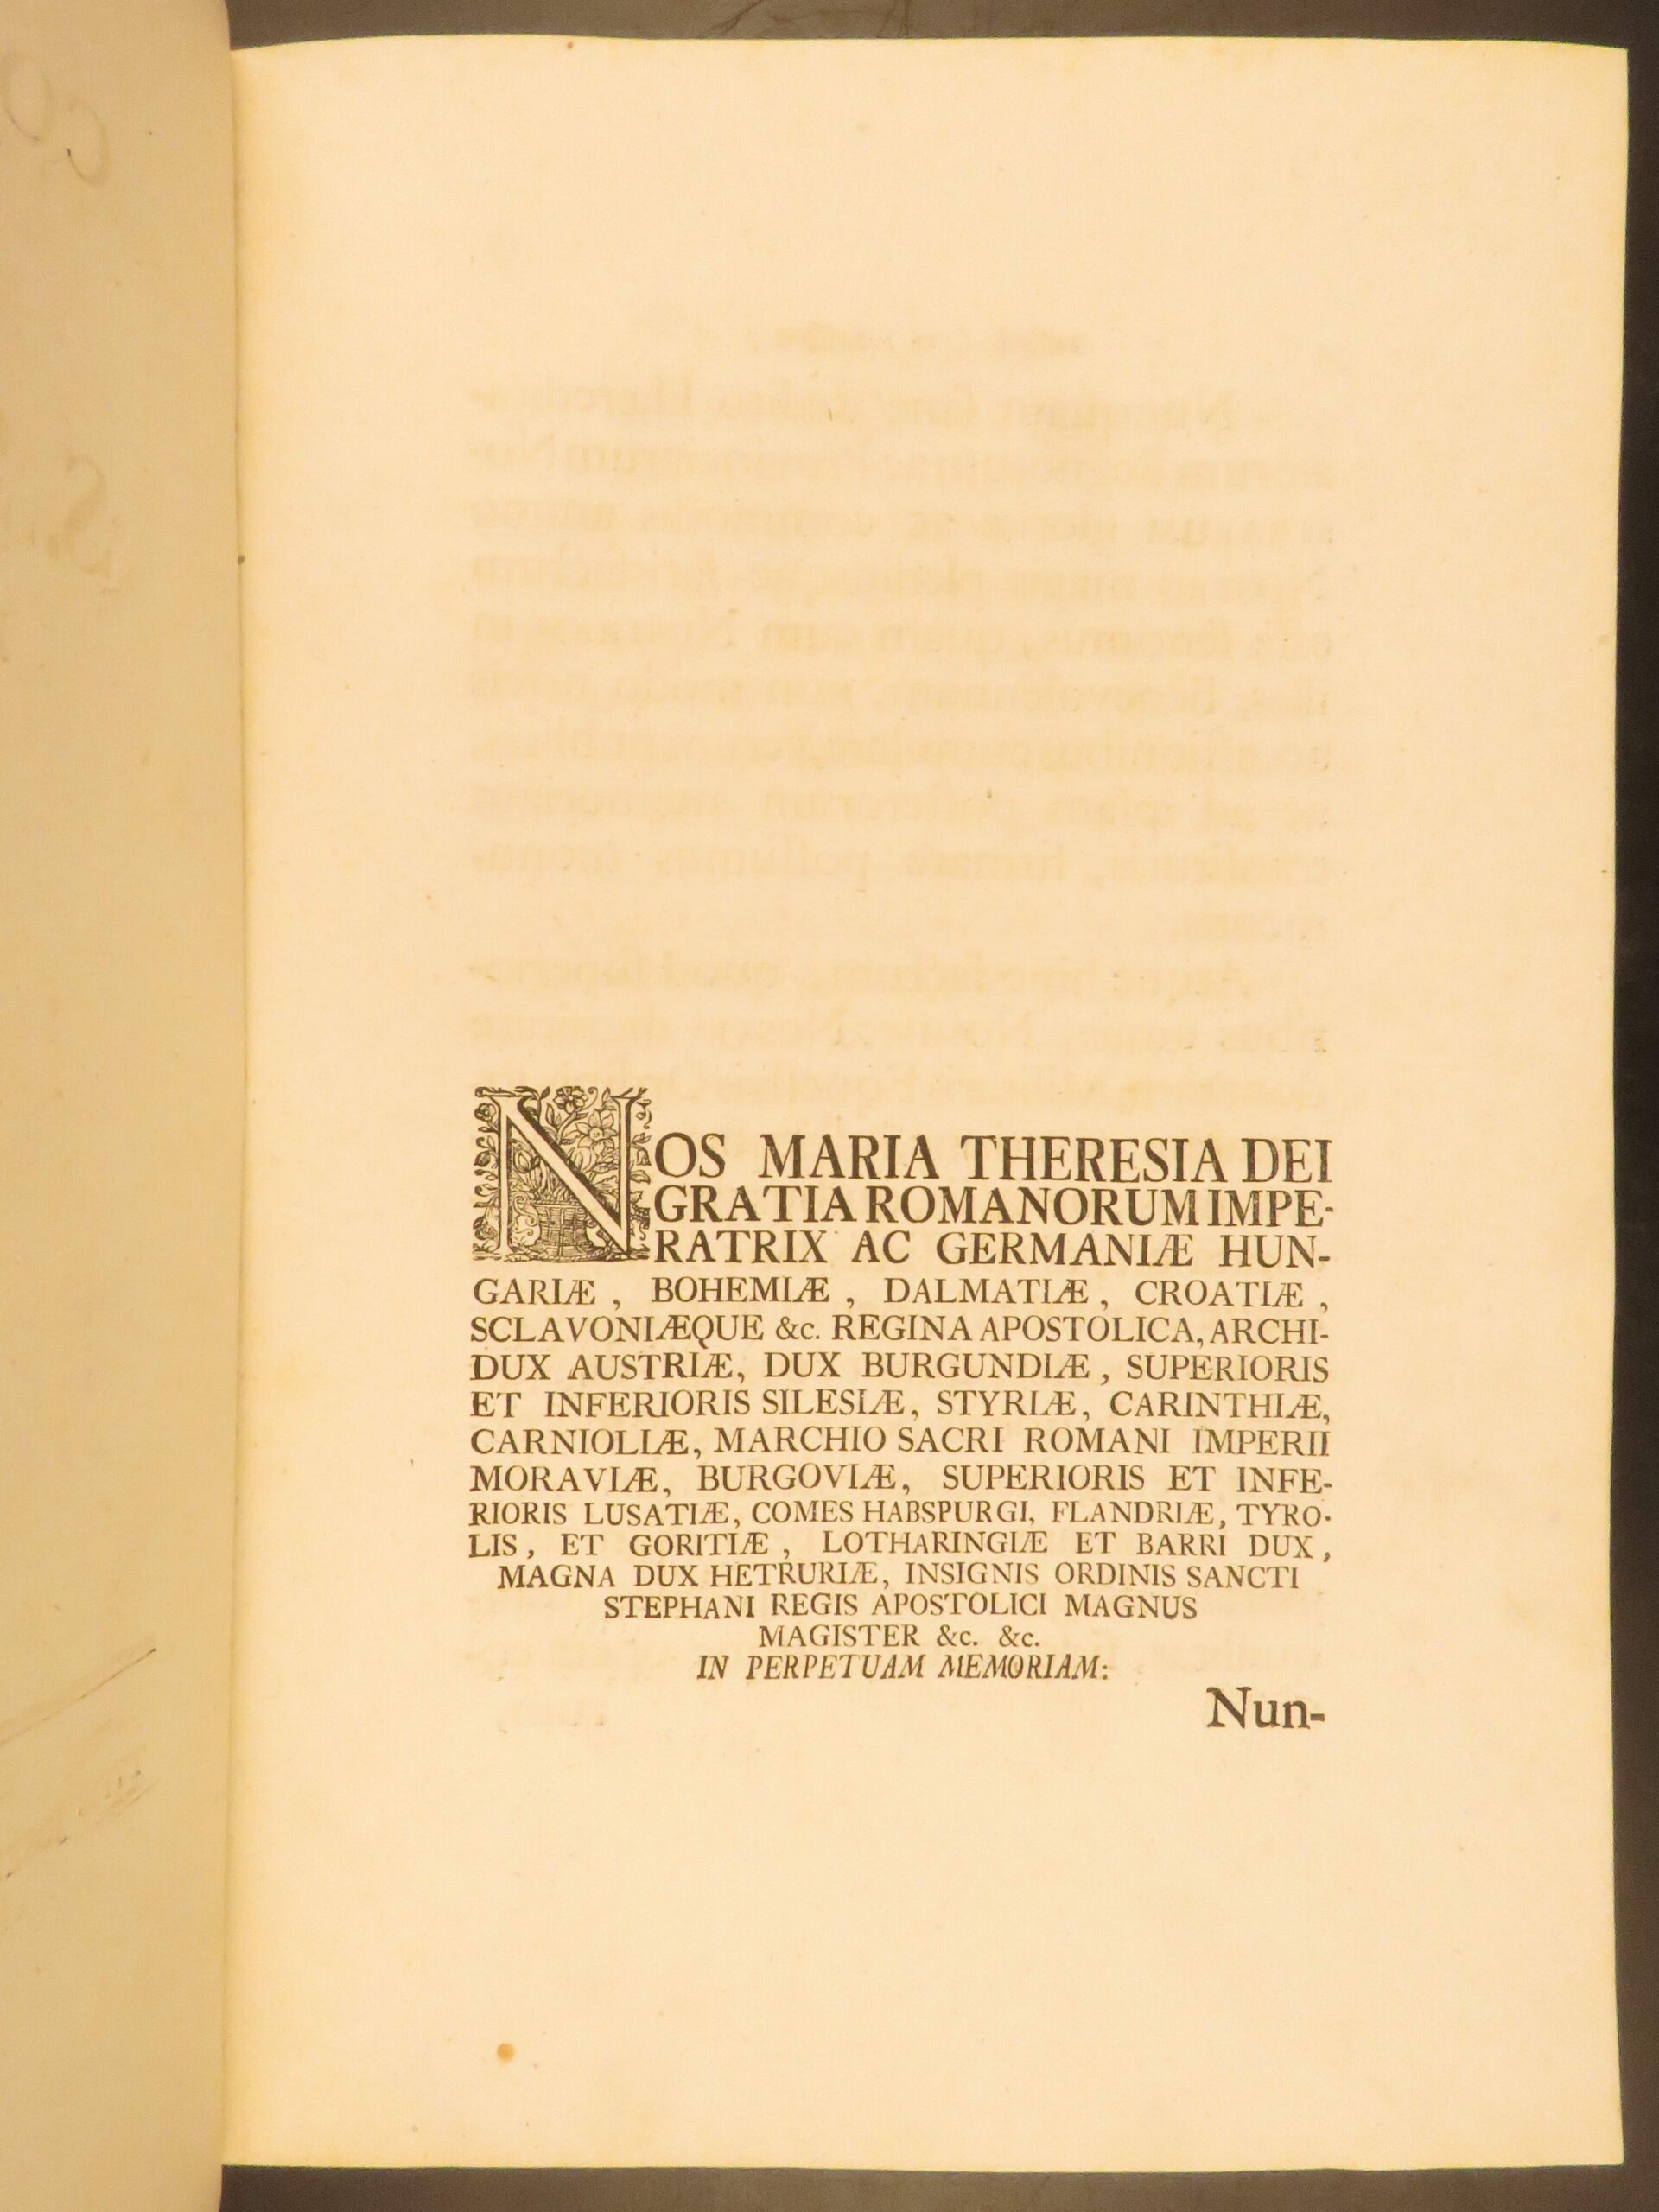 NOS MARIA THERESIA DEI
GRATIA ROMANORUM IMPE-
RATRIX AC GERMANIÆ HUN-
GARIÆ, BOHEMIÆ, DALMATIÆ, CROATIÆ,
SCLAVONIÆQUE &c. REGINA APOSTOLICA, ARCHI-
DUX AUSTRIÆ, DUX BURGUNDIÆ, SUPERIORIS
ET INFERIORIS SILESIÆ, STYRIÆ, CARINTHIÆ,
CARNIOLIÆ, MARCHIO SACRI ROMANI IMPERII
MORAVIÆ, BURGOVIÆ, SUPERIORIS ET INFE-
RIORIS LUSATIÆ, COMES HABSPURGI, FLANDRIÆ, TYRO-
LIS, ET GORITIÆ, LOTHARINGIÆ ET BARRI DUX,
MAGNA DUX HETRURIÆ, INSIGNIS ORDINIS SANCTI
STEPHANI REGIS APOSTOLICI MAGNUS
MAGISTER &c. &c.
IN PERPETUAM MEMORIAM:
Nun-